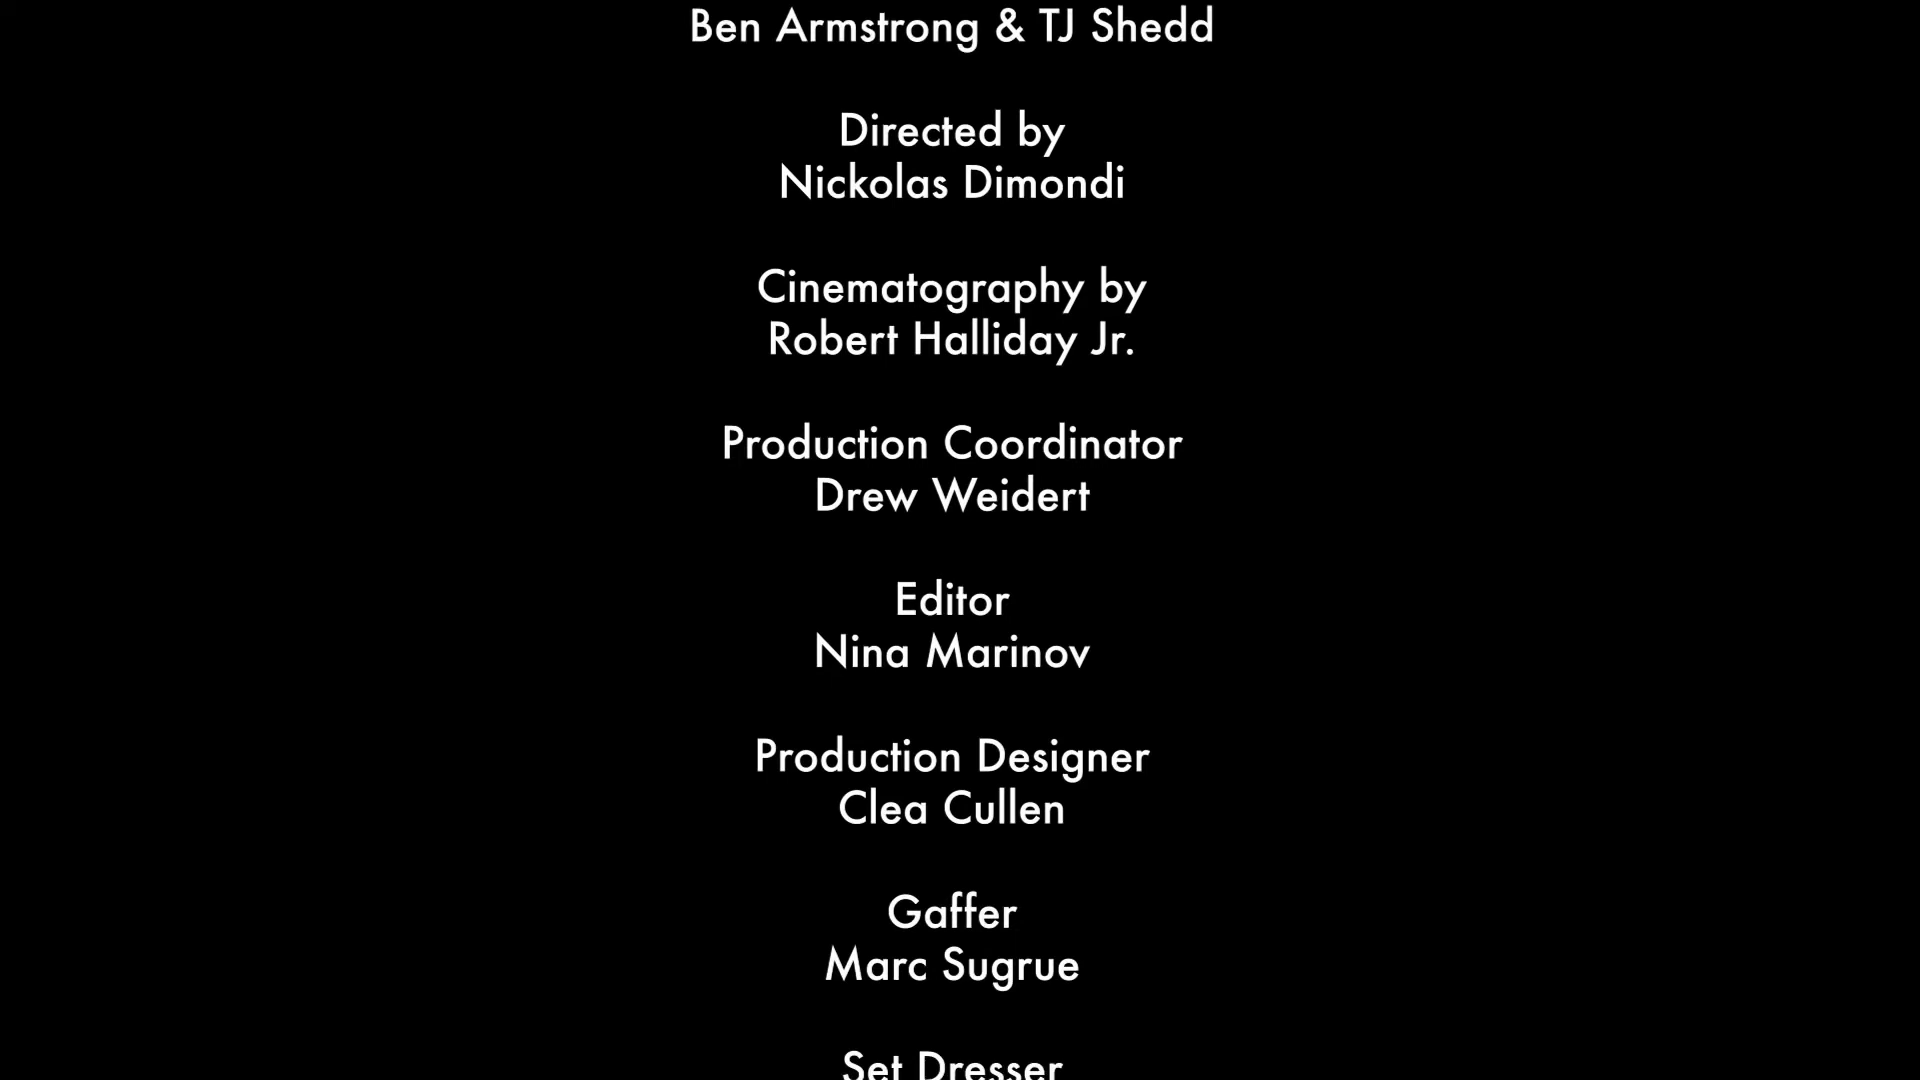 Ben Armstrong & TJ Shedd
Directed by
Nickolas Dimondi
Cinematography by
Robert Halliday Jr.
Production Coordinator
Drew Weidert
Editor
Nina Marinov
Production Designer
Clea Cullen
Gaffer
Marc Sugrue
Set Dresser